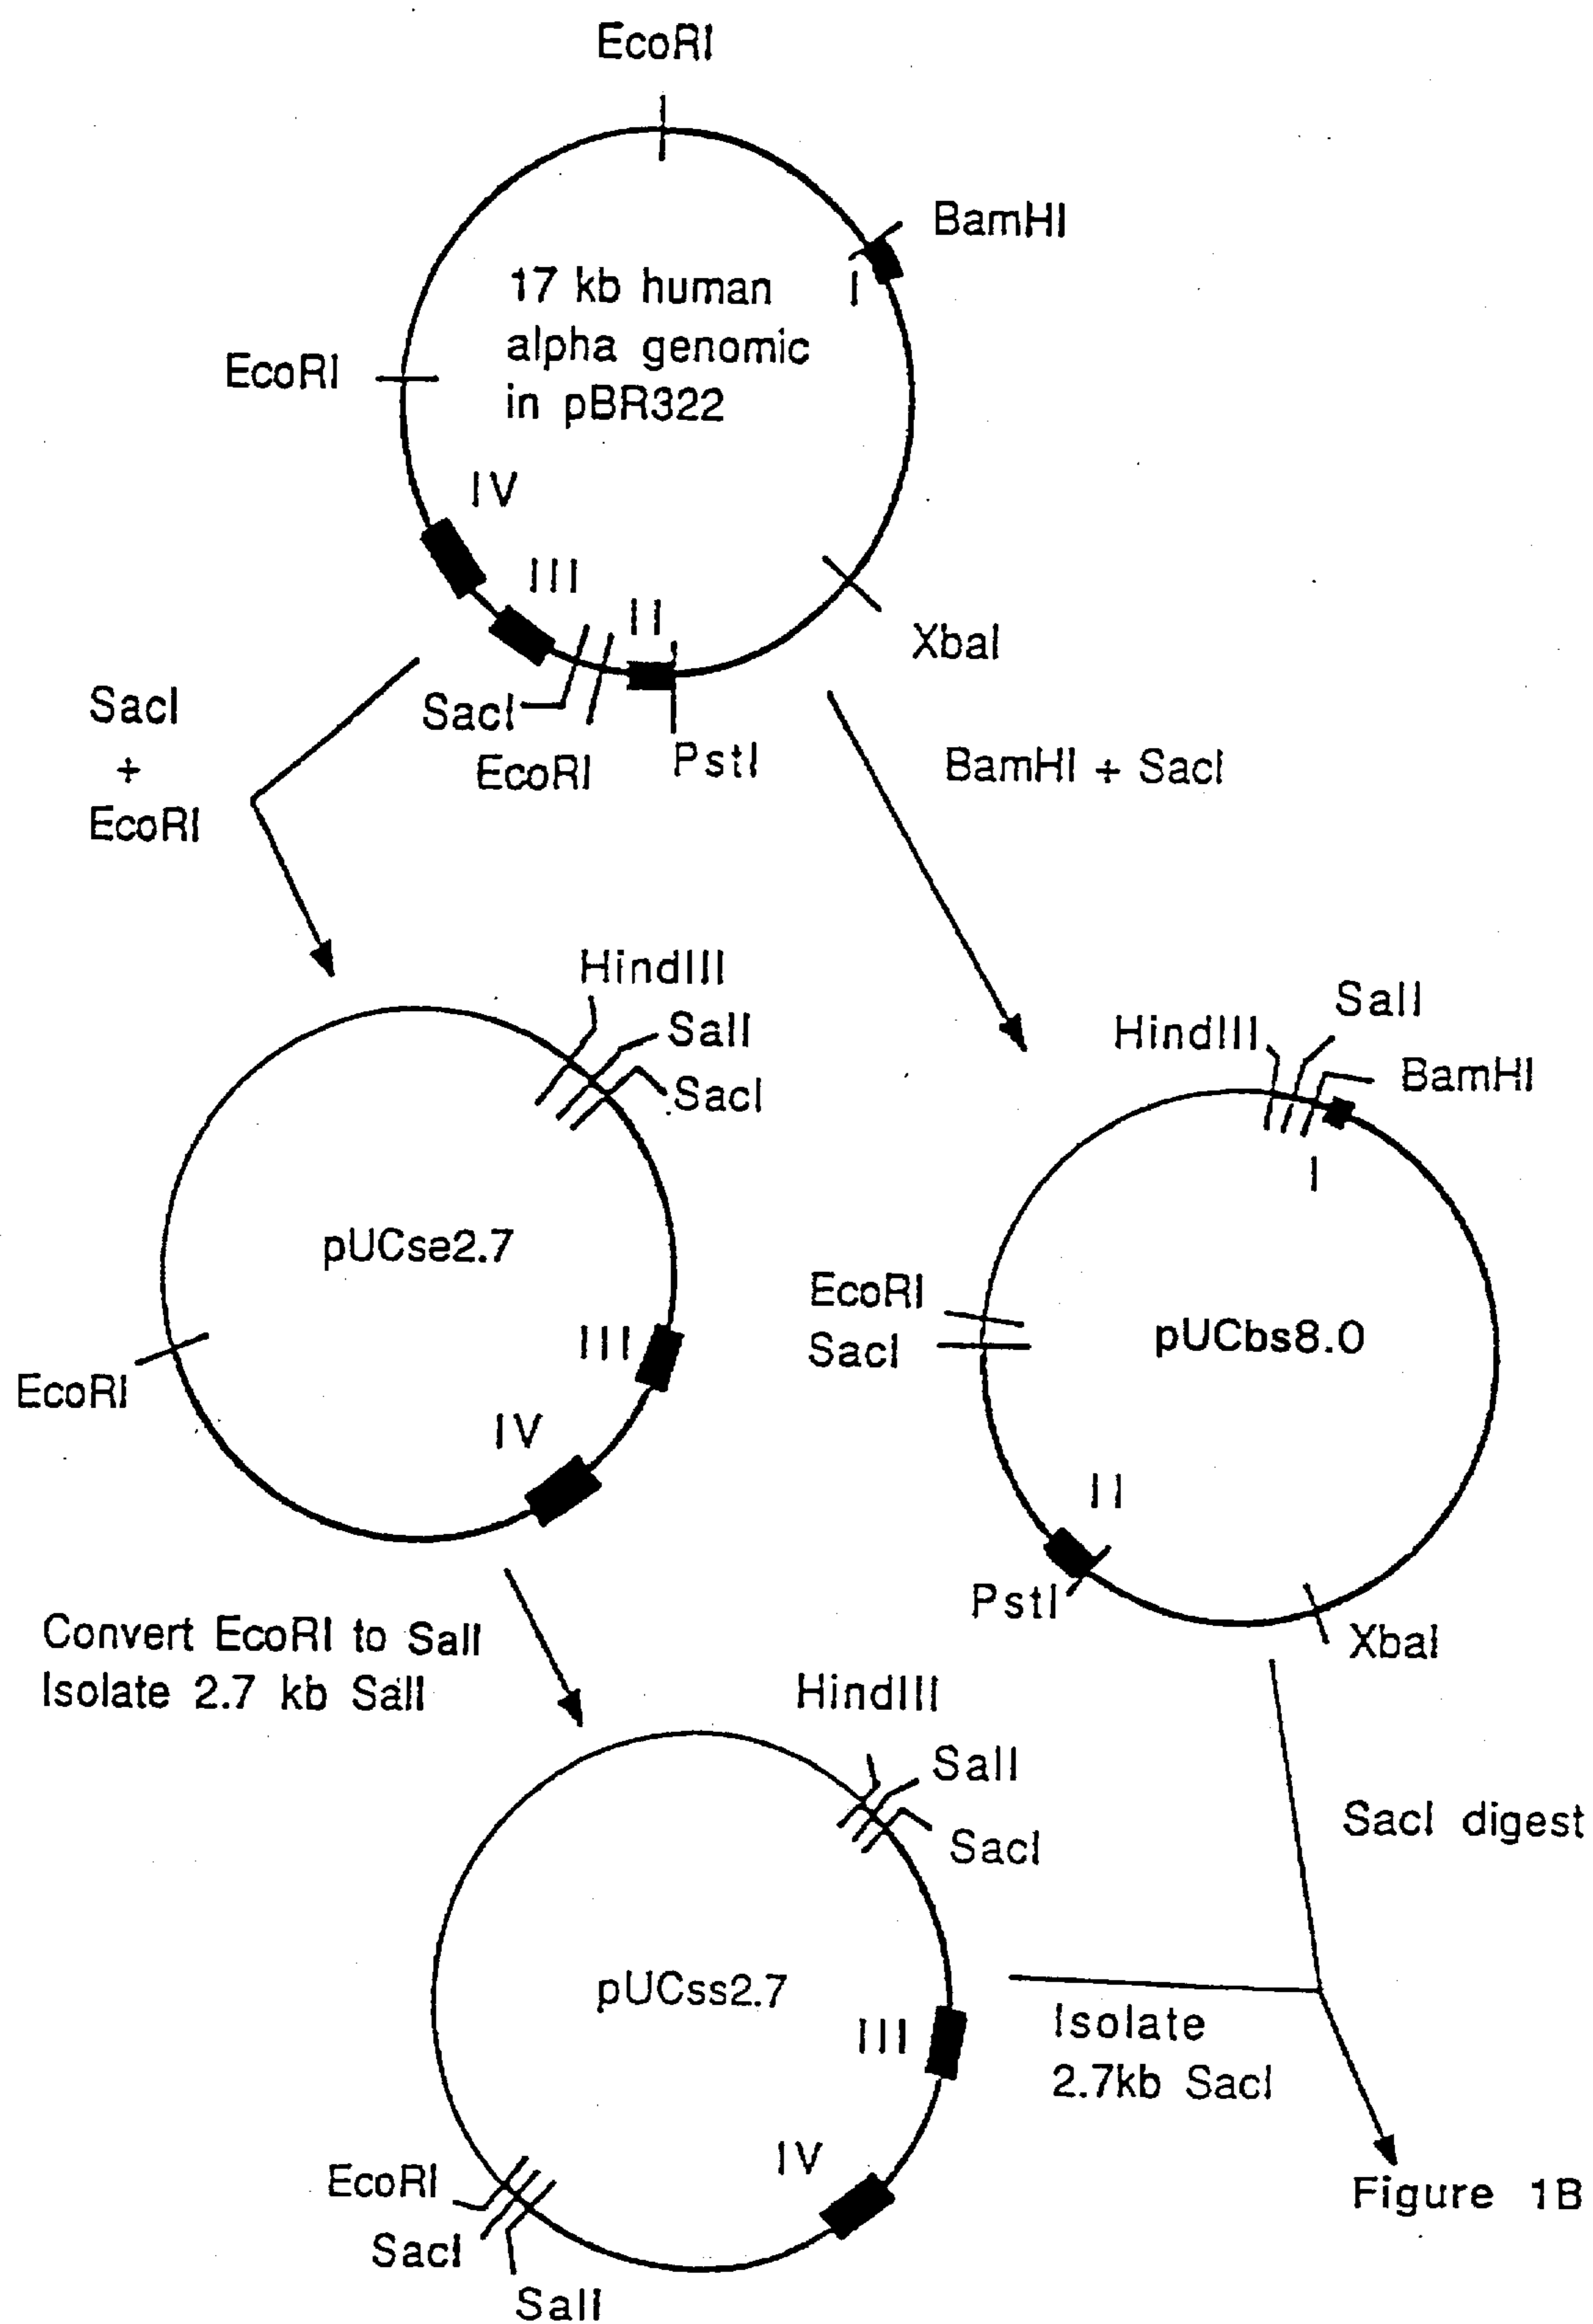 EcoRI
BamHI
I
17 kb human
alpha genomic
in pBR322
EcoRI
IV
III
II
XbaI
SacI
EcoRI
PstI
SacI
+
EcoRI
BamHI + SacI
HindIII
SalI
SacI
pUCse2.7
III
IV
EcoRI
HindIII
SalI
BamHI
I
EcoRI
SacI
pUCbs8.0
II
PstI
XbaI
Convert EcoRI to SalI
Isolate 2.7 kb SalI
HindIII
SalI
SacI
pUCss2.7
III
IV
EcoRI
SacI
SalI
SacI digest
Isolate
2.7kb SacI
Figure 1B